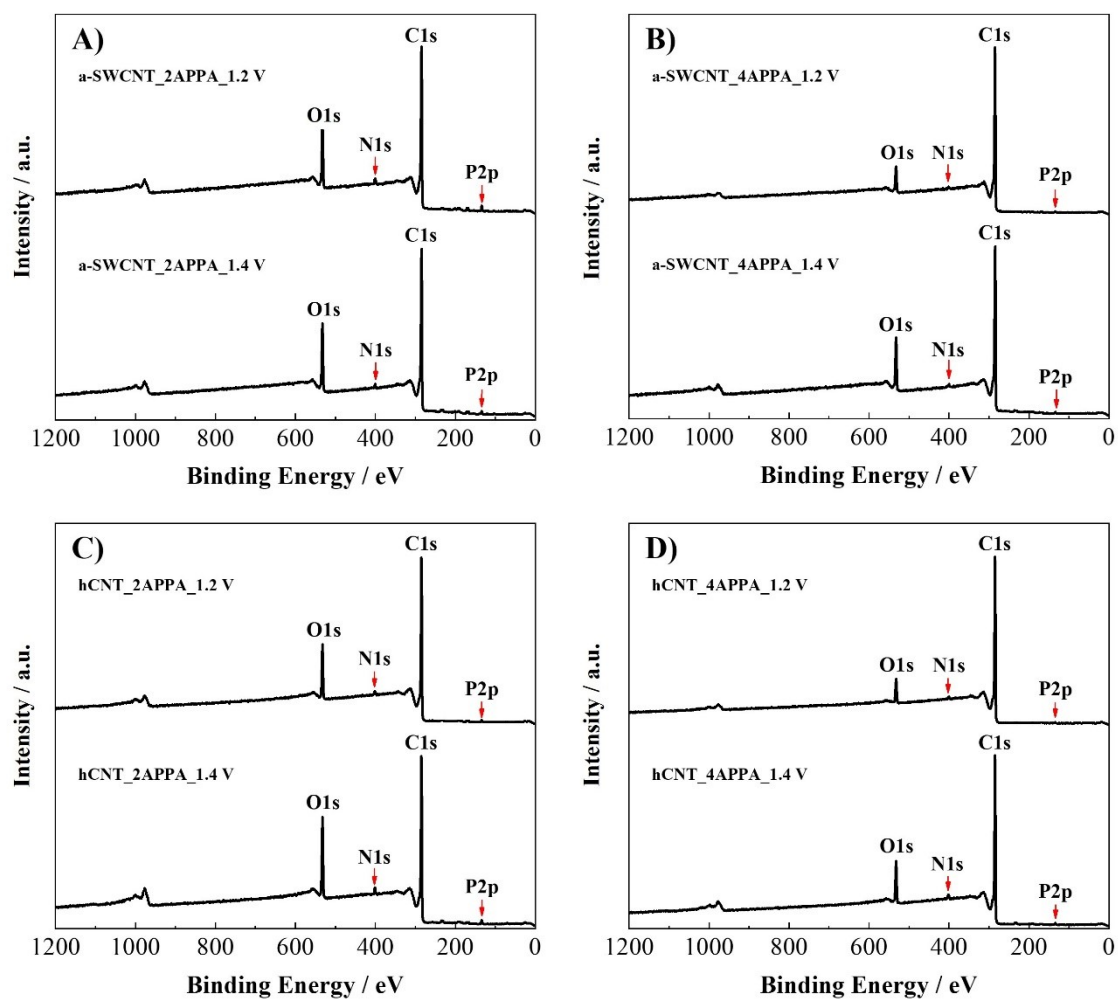 A)
C1s
a-SWCNT_2APPA_1.2 V
O1s
N1s
P2p
C1s
a-SWCNT_2APPA_1.4 V
O1s
N1s
P2p
Intensity / a.u.
1200 1000 800 600 400 200 0
Binding Energy / eV
B)
C1s
a-SWCNT_4APPA_1.2 V
O1s
N1s
P2p
C1s
a-SWCNT_4APPA_1.4 V
O1s
N1s
P2p
Intensity / a.u.
1200 1000 800 600 400 200 0
Binding Energy / eV
C)
C1s
hCNT_2APPA_1.2 V
O1s
N1s
P2p
C1s
hCNT_2APPA_1.4 V
O1s
N1s
P2p
Intensity / a.u.
1200 1000 800 600 400 200 0
Binding Energy / eV
D)
C1s
hCNT_4APPA_1.2 V
O1s
N1s
P2p
C1s
hCNT_4APPA_1.4 V
O1s
N1s
P2p
Intensity / a.u.
1200 1000 800 600 400 200 0
Binding Energy / eV